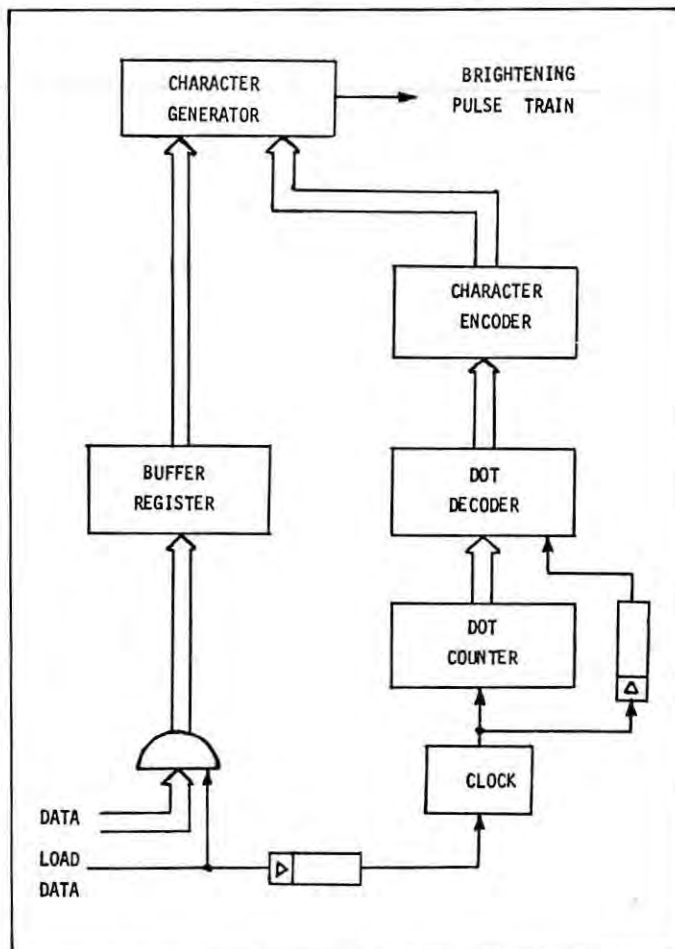 CHARACTER
GENERATOR
BRIGHTENING
PULSE TRAIN
CHARACTER
ENCODER
BUFFER
REGISTER
DOT
DECODER
DOT
COUNTER
CLOCK
DATA
LOAD
DATA